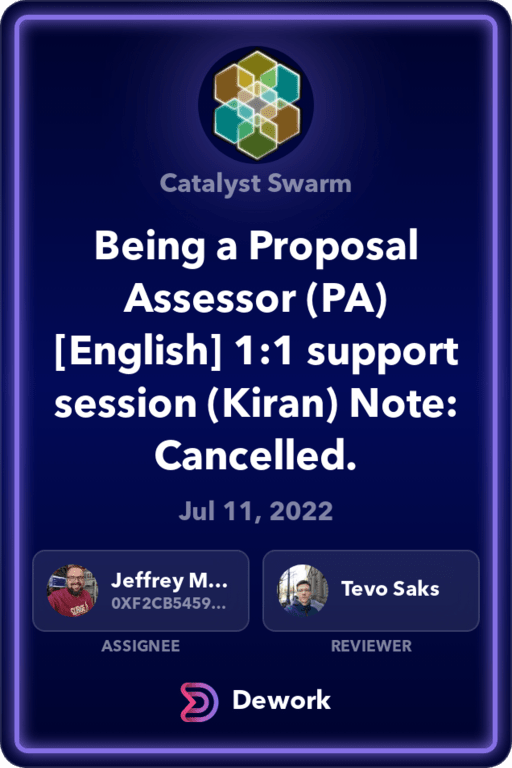 Catalyst Swarm
Being a Proposal
Assessor (PA)
[English] 1:1 support
session (Kiran) Note:
Cancelled.
Jul 11, 2022
Jeffrey M...
0XF2CB5459...
ASSIGNEE
Tevo Saks
REVIEWER
Dework